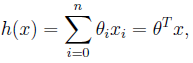 h(x) = \sum_{i=0}^{n} \theta_i x_i = \theta^T x,